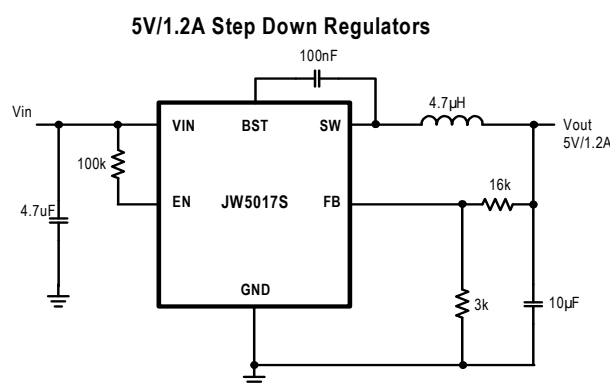 5V/1.2A Step Down Regulators
100nF
Vin
VIN
BST
SW
4.7µH
Vout
5V/1.2A
100k
16k
EN
JW5017S
FB
4.7uF
GND
3k
10µF